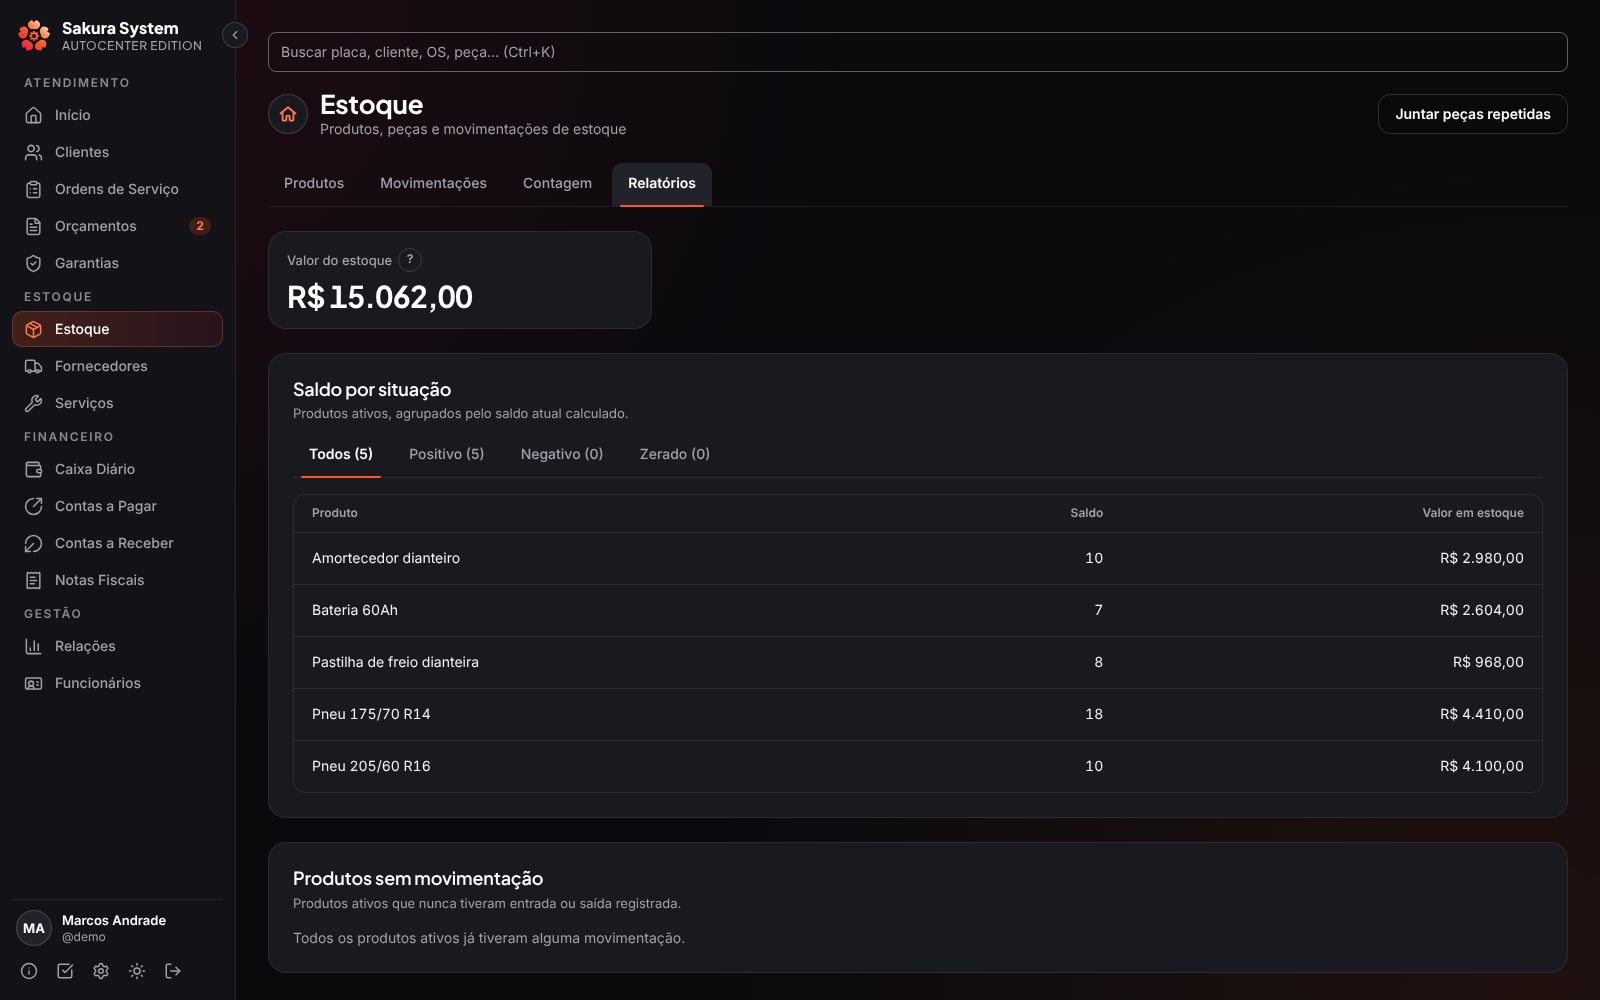 Sakura System
AUTOCENTER EDITION
ATENDIMENTO
Início
Clientes
Ordens de Serviço
Orçamentos 2
Garantias
ESTOQUE
Estoque
Fornecedores
Serviços
FINANCEIRO
Caixa Diário
Contas a Pagar
Contas a Receber
Notas Fiscais
GESTÃO
Relações
Funcionários
MA
Marcos Andrade
@demo
Buscar placa, cliente, OS, peça... (Ctrl+K)
Estoque
Produtos, peças e movimentações de estoque
Juntar peças repetidas
Produtos Movimentações Contagem Relatórios
Valor do estoque ?
R$ 15.062,00
Saldo por situação
Produtos ativos, agrupados pelo saldo atual calculado.
Todos (5) Positivo (5) Negativo (0) Zerado (0)
Produto Saldo Valor em estoque
Amortecedor dianteiro 10 R$ 2.980,00
Bateria 60Ah 7 R$ 2.604,00
Pastilha de freio dianteira 8 R$ 968,00
Pneu 175/70 R14 18 R$ 4.410,00
Pneu 205/60 R16 10 R$ 4.100,00
Produtos sem movimentação
Produtos ativos que nunca tiveram entrada ou saída registrada.
Todos os produtos ativos já tiveram alguma movimentação.